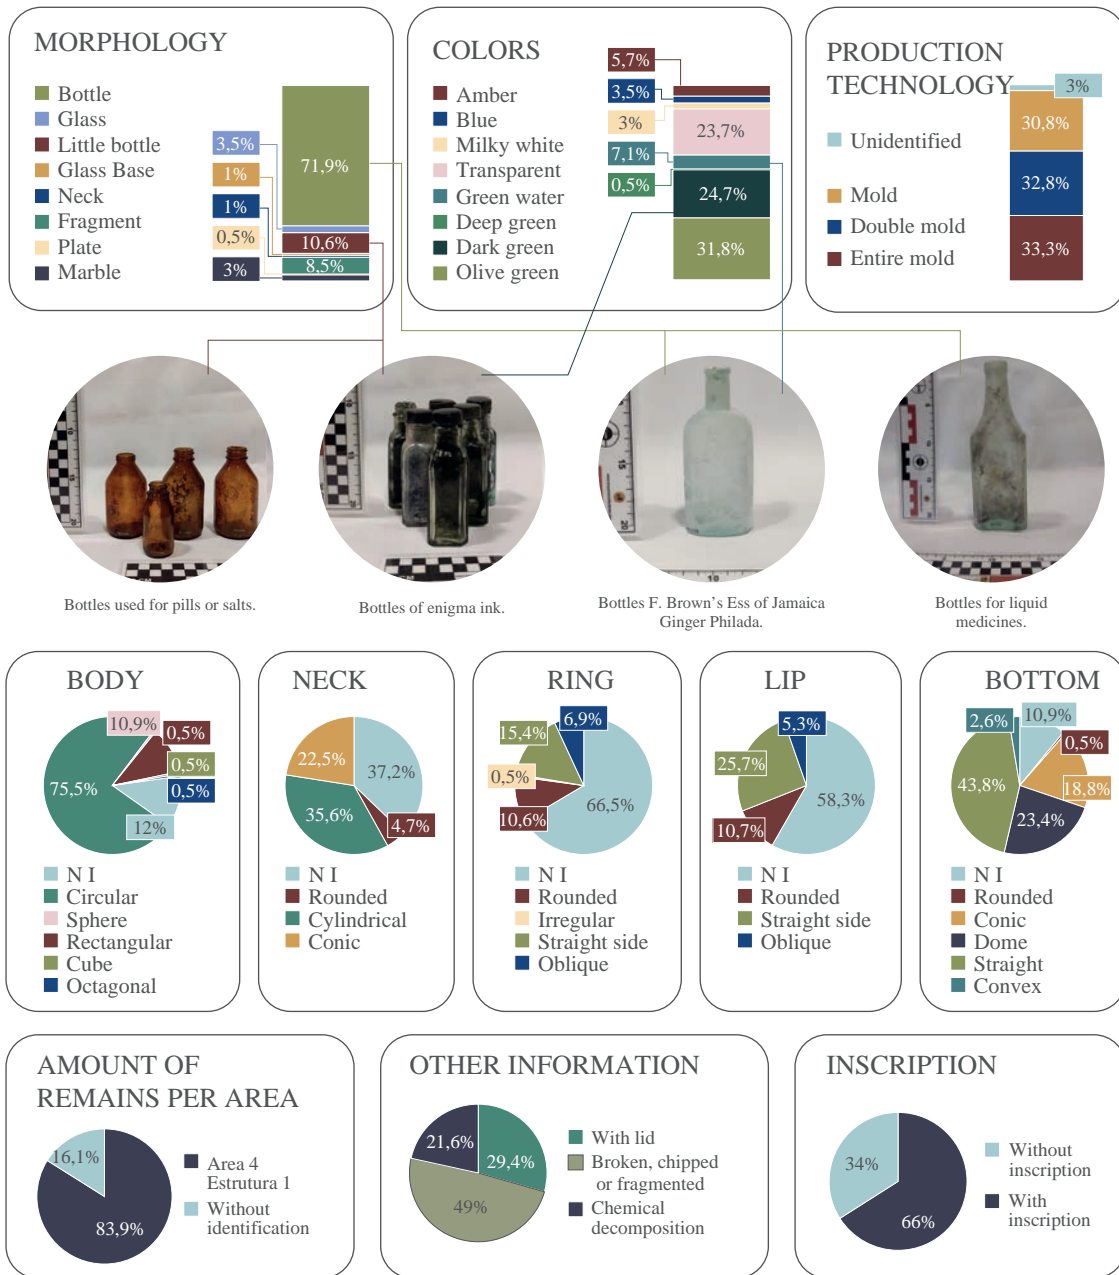 MORPHOLOGY
Bottle
Glass
Little bottle
Glass Base
Neck
Fragment
Plate
Marble
3,5%
1%
1%
0,5%
3%
71,9%
10,6%
8,5%
COLORS
Amber
Blue
Milky white
Transparent
Green water
Deep green
Dark green
Olive green
5,7%
3,5%
3%
7,1%
0,5%
23,7%
24,7%
31,8%
PRODUCTION
TECHNOLOGY
Unidentified
Mold
Double mold
Entire mold
3%
30,8%
32,8%
33,3%
Bottles used for pills or salts.
Bottles of enigma ink.
Bottles F. Brown's Ess of Jamaica
Ginger Philada.
Bottles for liquid
medicines.
BODY
10,9%
0,5%
0,5%
0,5%
75,5%
12%
N I
Circular
Sphere
Rectangular
Cube
Octagonal
NECK
22,5%
37,2%
35,6%
4,7%
N I
Rounded
Cylindrical
Conic
RING
6,9%
15,4%
0,5%
10,6%
66,5%
N I
Rounded
Irregular
Straight side
Oblique
LIP
5,3%
25,7%
58,3%
10,7%
N I
Rounded
Straight side
Oblique
BOTTOM
2,6%
10,9%
0,5%
43,8%
18,8%
23,4%
N I
Rounded
Conic
Dome
Straight
Convex
AMOUNT OF
REMAINS PER AREA
16,1%
83,9%
Area 4
Estrutura 1
Without
identification
OTHER INFORMATION
21,6%
29,4%
49%
With lid
Broken, chipped
or fragmented
Chemical
decomposition
INSCRIPTION
34%
66%
Without
inscription
With
inscription